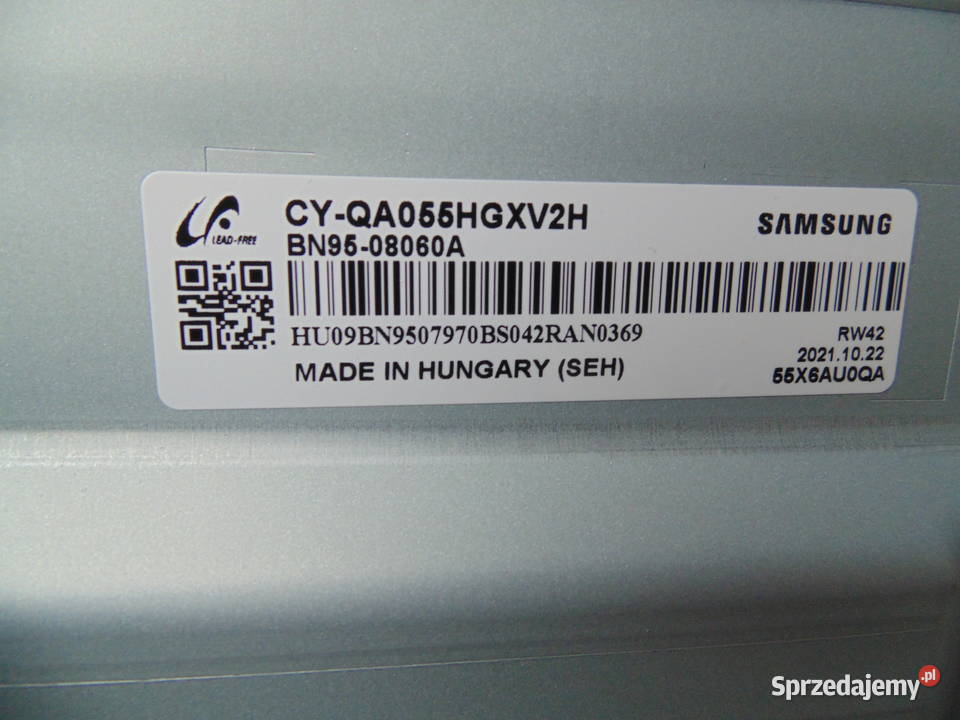 LEAD-FREE
CY-QA055HGXV2H
SAMSUNG
BN95-08060A
HU09BN9507970BS042RAN0369
RW42
2021.10.22
MADE IN HUNGARY (SEH)
55X6AU0QA
Sprzedajemy.pl